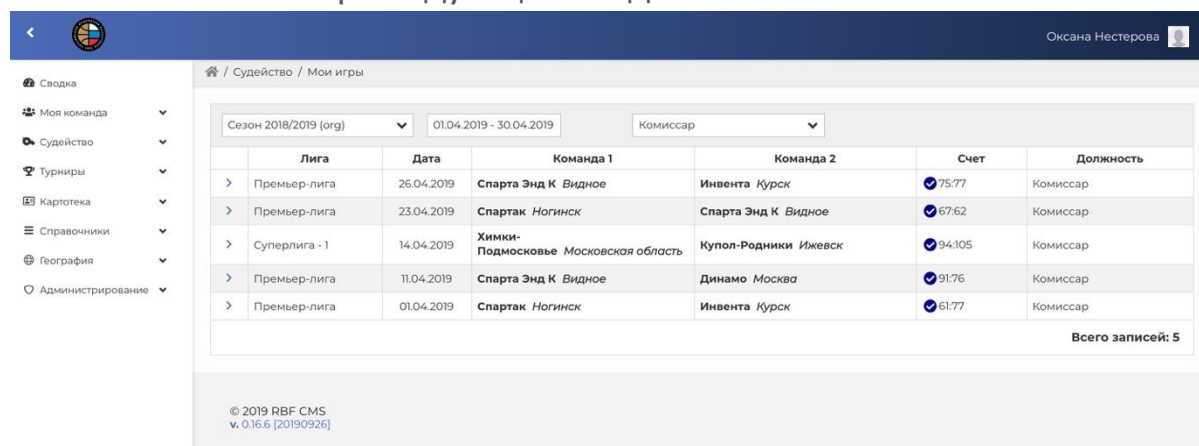 Оксана Нестерова
Сводка
Моя команда
Судейство
Турниры
Картотека
Справочники
География
Администрирование
/ Судейство / Мои игры
Сезон 2018/2019 (org) 01.04.2019 - 30.04.2019 Комиссар
Лига Дата Команда 1 Команда 2 Счет Должность
Премьер-лига 26.04.2019 Спарта Энд К Видное Инвента Курск 75:77 Комиссар
Премьер-лига 23.04.2019 Спартак Ногинск Спарта Энд К Видное 67:62 Комиссар
Суперлига - 1 14.04.2019 Химки-
Подмосковье Московская область Купол-Родники Ижевск 94:105 Комиссар
Премьер-лига 11.04.2019 Спарта Энд К Видное Динамо Москва 91:76 Комиссар
Премьер-лига 01.04.2019 Спартак Ногинск Инвента Курск 61:77 Комиссар
Всего записей: 5
© 2019 RBF CMS
v. 0.16.6 [20190926]